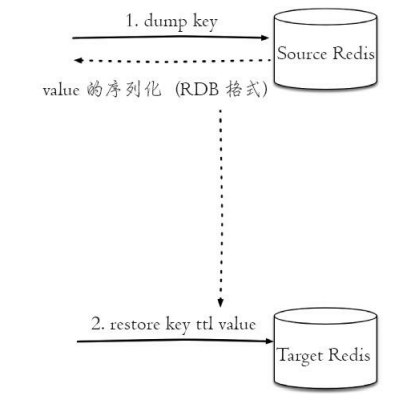 1. dump key
Source Redis
value 的序列化 (RDB 格式)
2. restore key ttl value
Target Redis